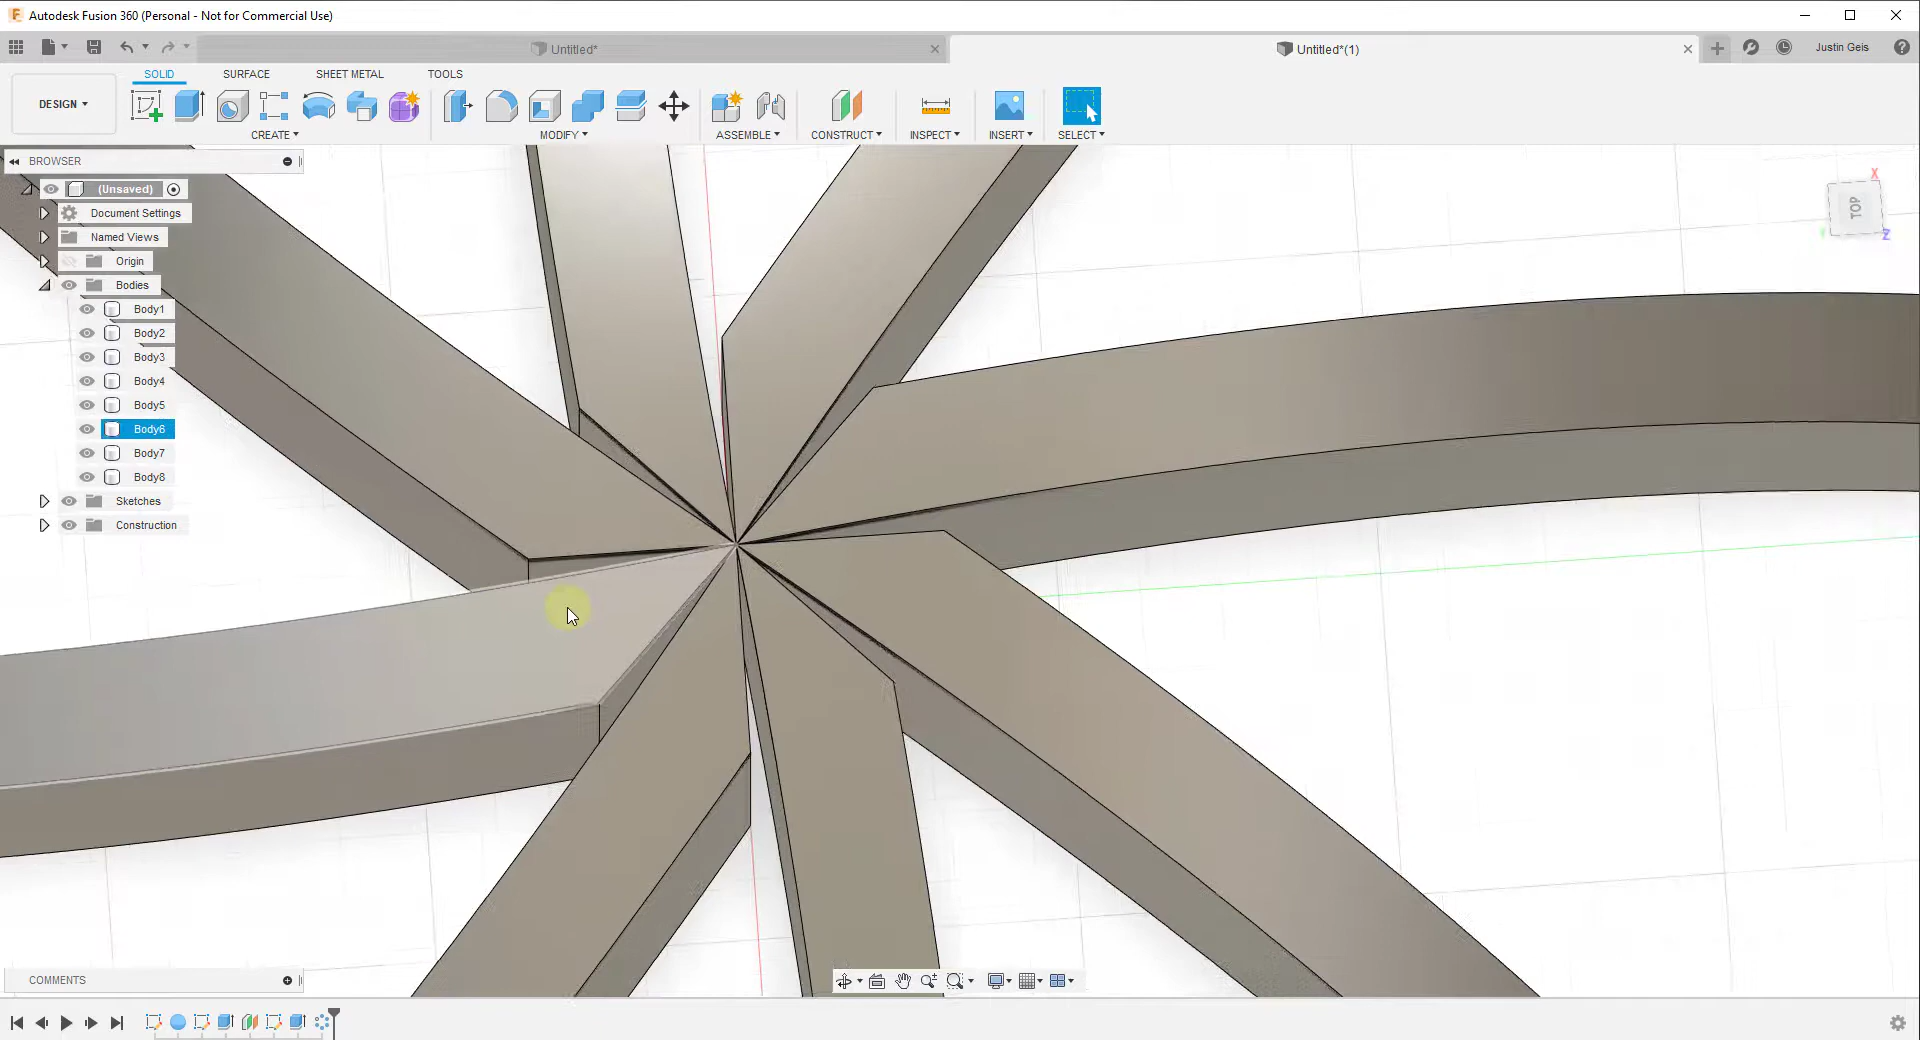 Autodesk Fusion 360 (Personal - Not for Commercial Use)
Untitled*
Untitled*(1)
Justin Geis
SOLID
SURFACE
SHEET METAL
TOOLS
DESIGN
CREATE
MODIFY
ASSEMBLE
CONSTRUCT
INSPECT
INSERT
SELECT
BROWSER
(Unsaved)
Document Settings
Named Views
Origin
Bodies
Body1
Body2
Body3
Body4
Body5
Body6
Body7
Body8
Sketches
Construction
X
TOP
Z
COMMENTS